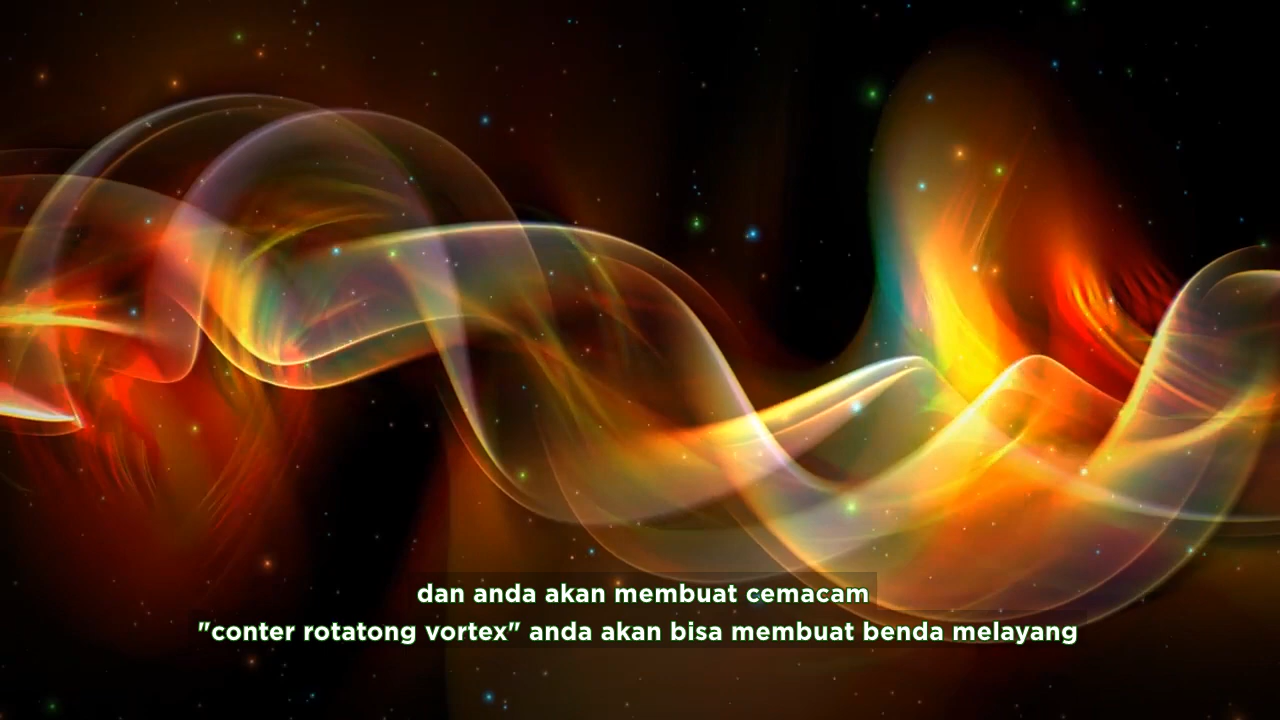 dan anda akan membuat cemacam
"conter rotatong vortex" anda akan bisa membuat benda melayang